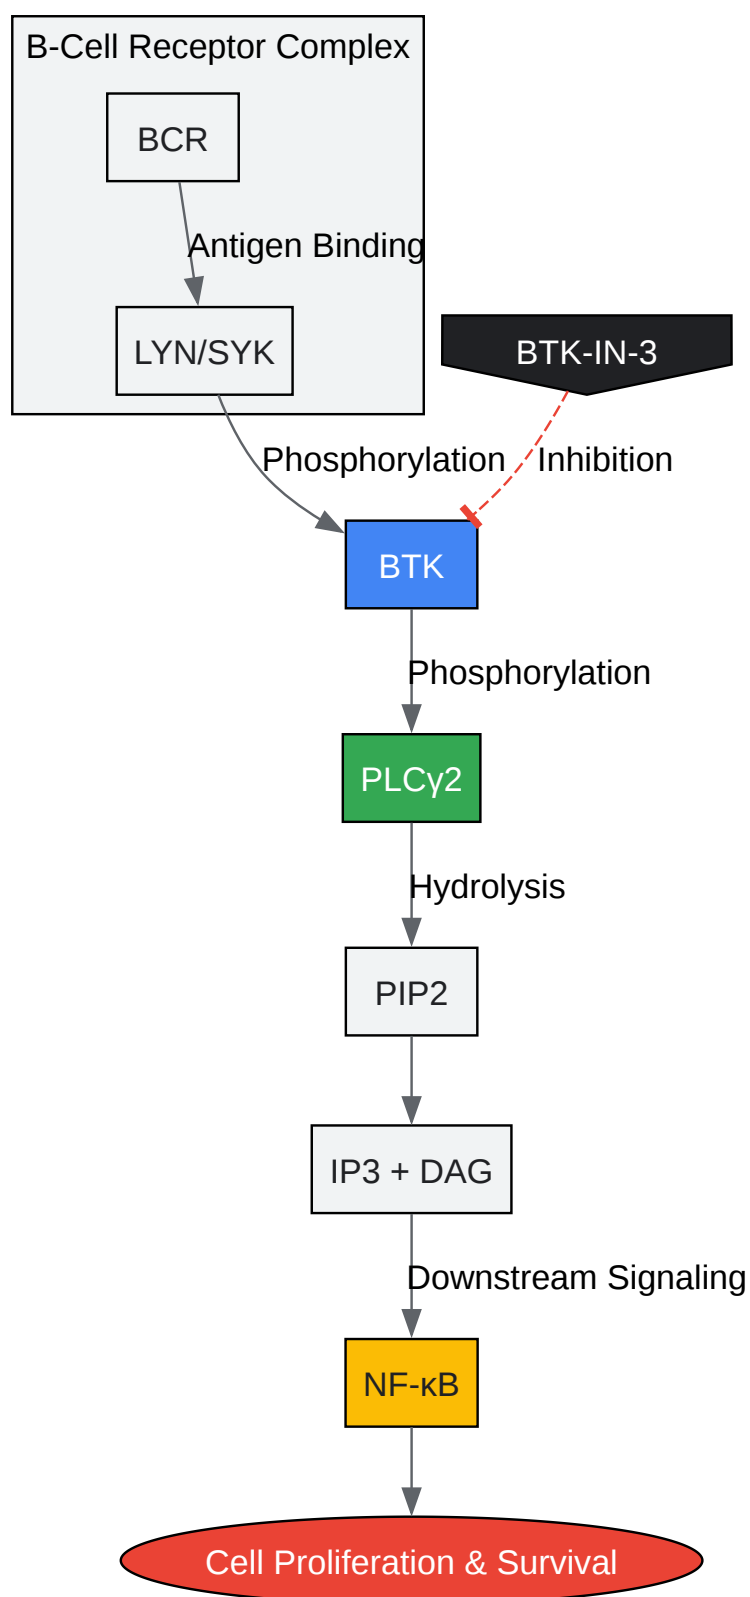 B-Cell Receptor Complex
BCR
Antigen Binding
LYN/SYK
BTK-IN-3
Phosphorylation
Inhibition
BTK
Phosphorylation
PLCγ2
Hydrolysis
PIP2
IP3 + DAG
Downstream Signaling
NF-κB
Cell Proliferation & Survival